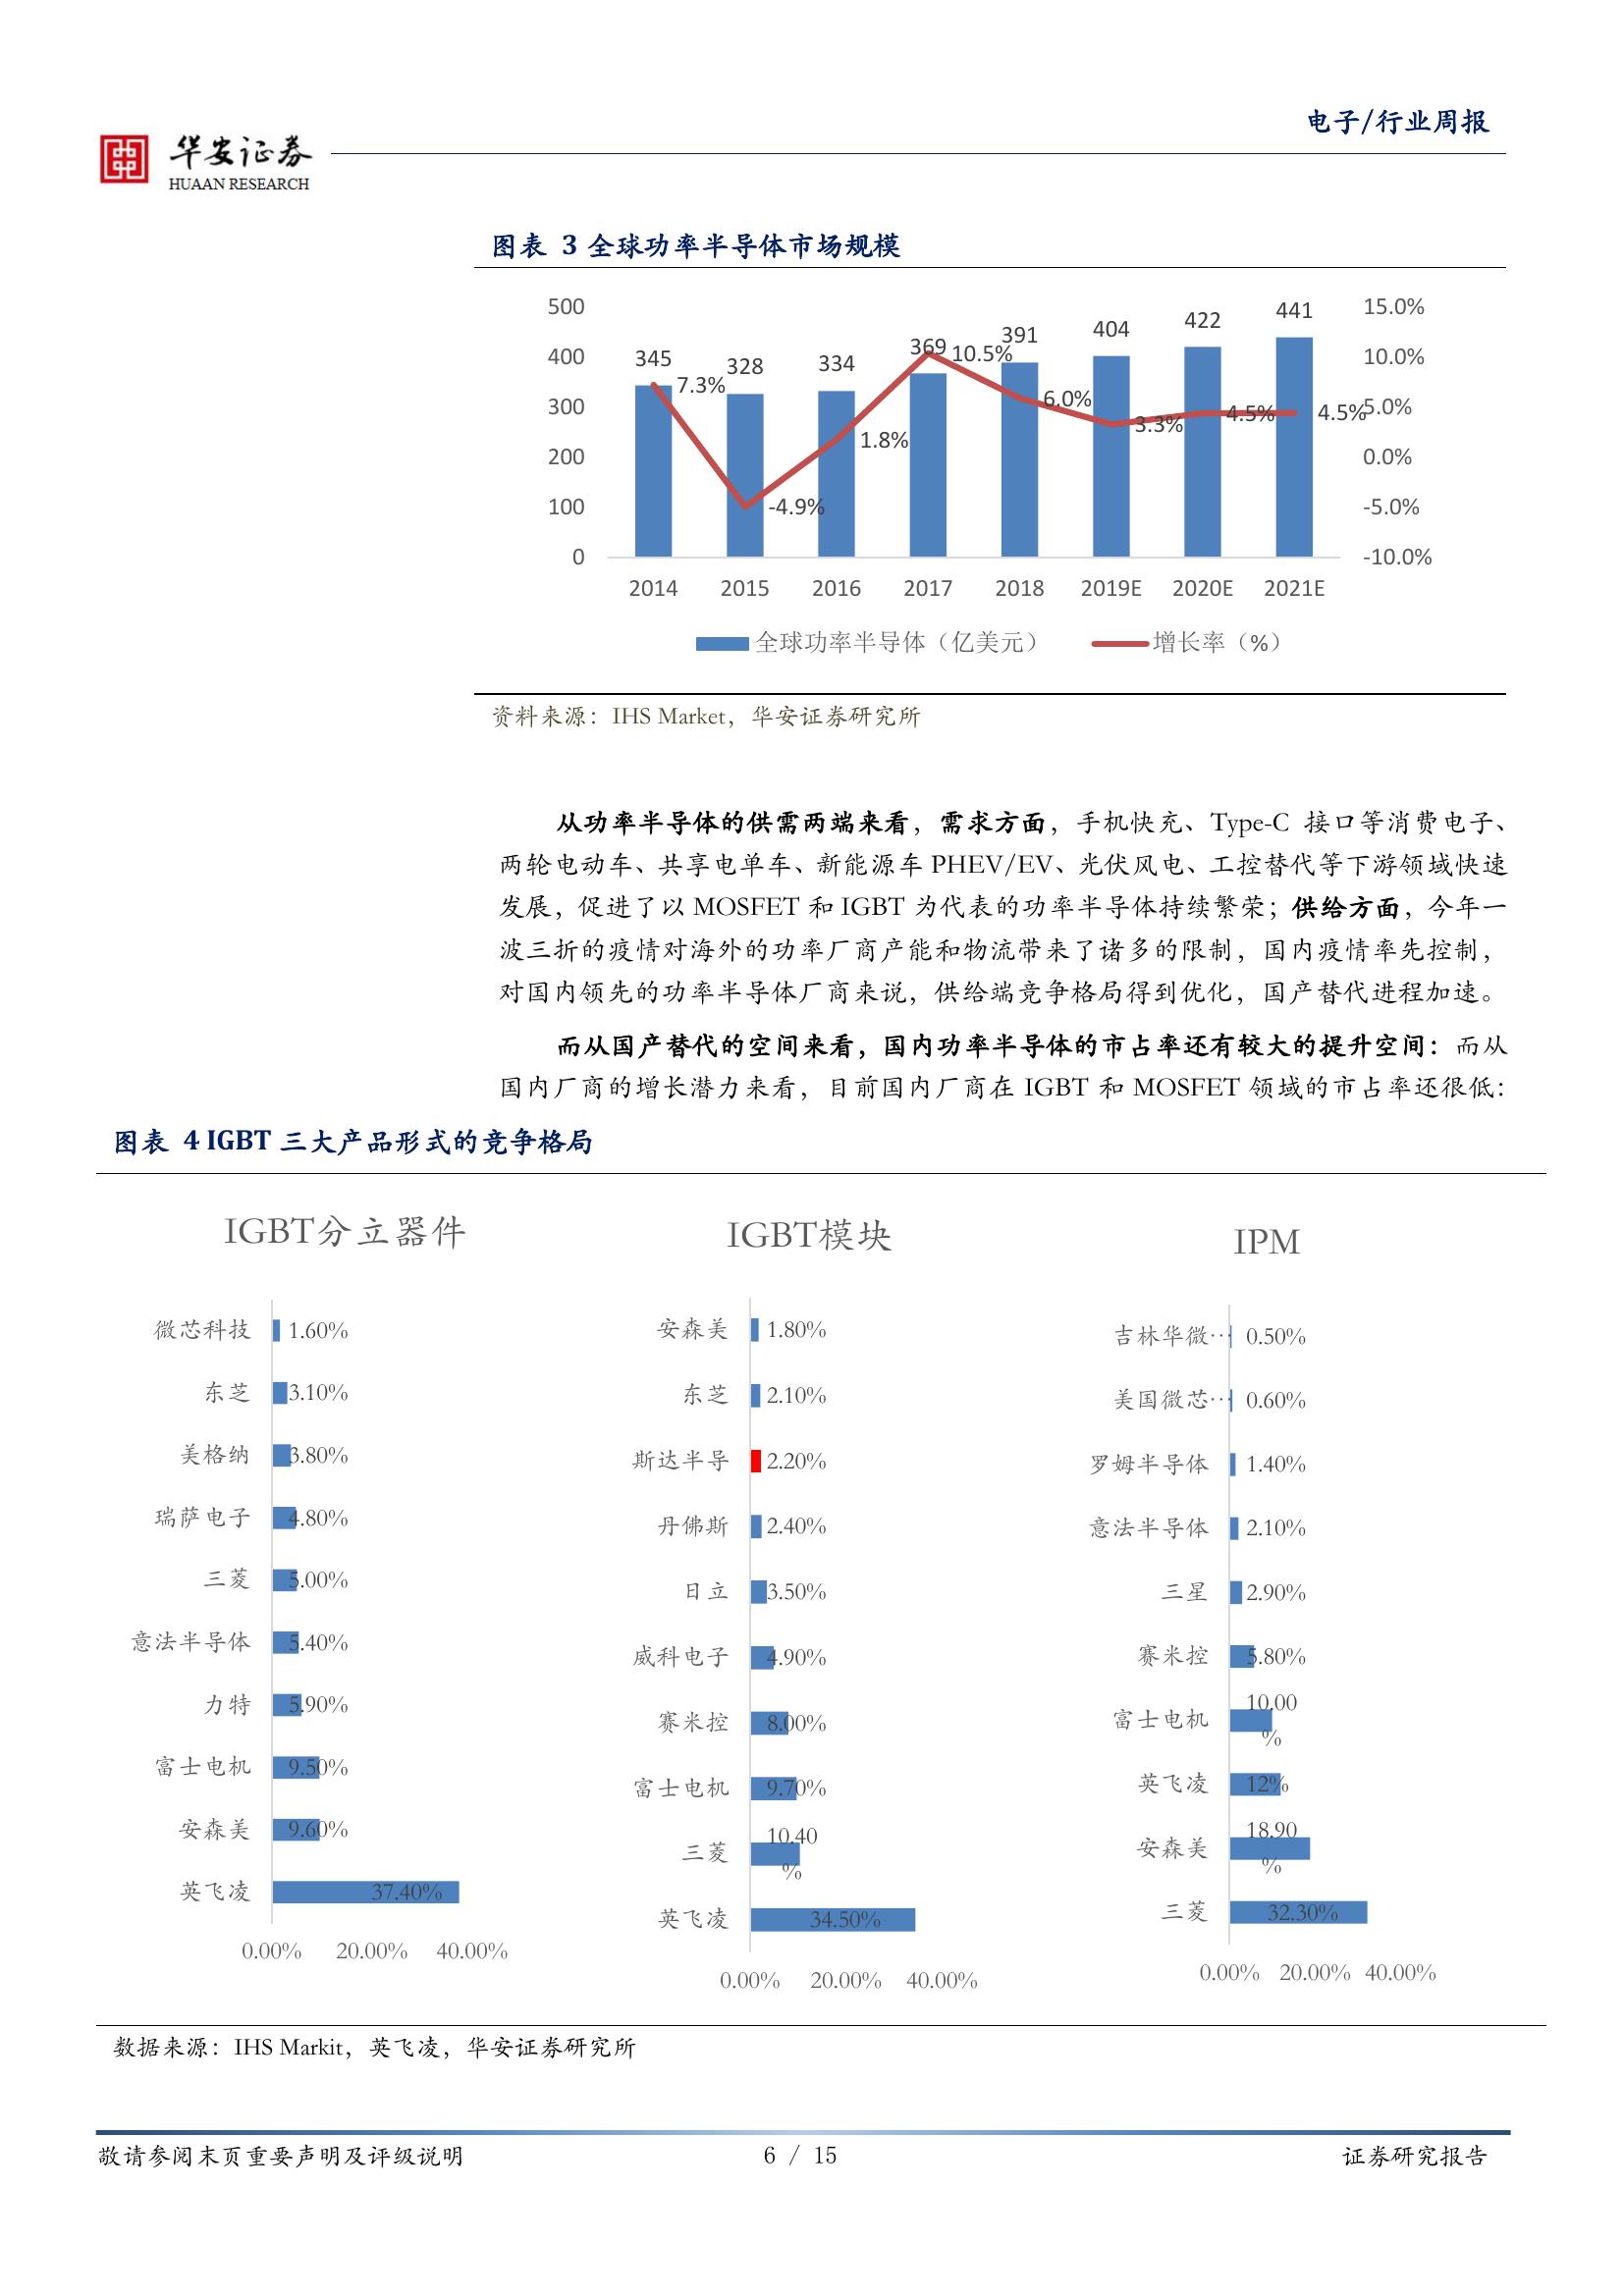 电子/行业周报
华安证券
HUAAN RESEARCH
图表 3 全球功率半导体市场规模
500
400
300
200
100
0
15.0%
10.0%
5.0%
0.0%
-5.0%
-10.0%
345
328
334
369
391
404
422
441
7.3%
-4.9%
1.8%
10.5%
6.0%
3.3%
4.5%
4.5%
2014 2015 2016 2017 2018 2019E 2020E 2021E
全球功率半导体（亿美元） 增长率（%）
资料来源：IHS Market，华安证券研究所
从功率半导体的供需两端来看，需求方面，手机快充、Type-C 接口等消费电子、
两轮电动车、共享电单车、新能源车 PHEV/EV、光伏风电、工控替代等下游领域快速
发展，促进了以 MOSFET 和 IGBT 为代表的功率半导体持续繁荣；供给方面，今年一
波三折的疫情对海外的功率厂商产能和物流带来了诸多的限制，国内疫情率先控制，
对国内领先的功率半导体厂商来说，供给端竞争格局得到优化，国产替代进程加速。
而从国产替代的空间来看，国内功率半导体的市占率还有较大的提升空间：而从
国内厂商的增长潜力来看，目前国内厂商在 IGBT 和 MOSFET 领域的市占率还很低：
图表 4 IGBT 三大产品形式的竞争格局
IGBT分立器件
微芯科技 1.60%
东芝 3.10%
美格纳 3.80%
瑞萨电子 4.80%
三菱 5.00%
意法半导体 5.40%
力特 5.90%
富士电机 9.50%
安森美 9.60%
英飞凌 37.40%
0.00% 20.00% 40.00%
IGBT模块
安森美 1.80%
东芝 2.10%
斯达半导 2.20%
丹佛斯 2.40%
日立 3.50%
威科电子 4.90%
赛米控 8.00%
富士电机 9.70%
三菱 10.40%
英飞凌 34.50%
0.00% 20.00% 40.00%
IPM
吉林华微… 0.50%
美国微芯… 0.60%
罗姆半导体 1.40%
意法半导体 2.10%
三星 2.90%
赛米控 5.80%
富士电机 10.00%
英飞凌 12%
安森美 18.90%
三菱 32.30%
0.00% 20.00% 40.00%
数据来源：IHS Markit，英飞凌，华安证券研究所
敬请参阅末页重要声明及评级说明 6 / 15 证券研究报告